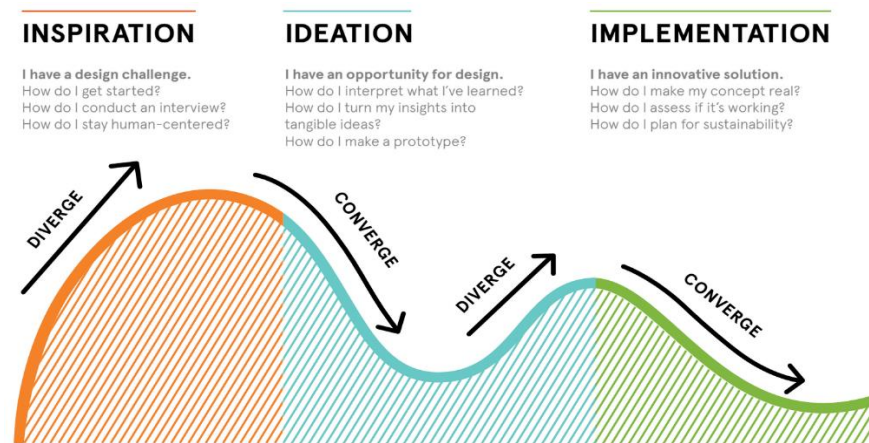 INSPIRATION
I have a design challenge.
How do I get started?
How do I conduct an interview?
How do I stay human-centered?
IDEATION
I have an opportunity for design.
How do I interpret what I've learned?
How do I turn my insights into
tangible ideas?
How do I make a prototype?
IMPLEMENTATION
I have an innovative solution.
How do I make my concept real?
How do I assess if it's working?
How do I plan for sustainability?
DIVERGE
CONVERGE
DIVERGE
CONVERGE